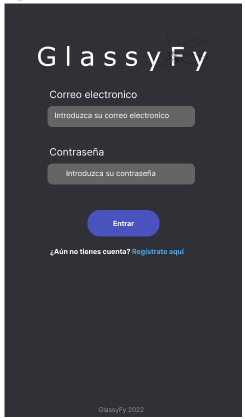 GlassyFy
Correo electronico
Introduzca su correo electronico
Contraseña
Introduzca su contraseña
Entrar
¿Aún no tienes cuenta? Registrate aquí
GlassyFy 2022